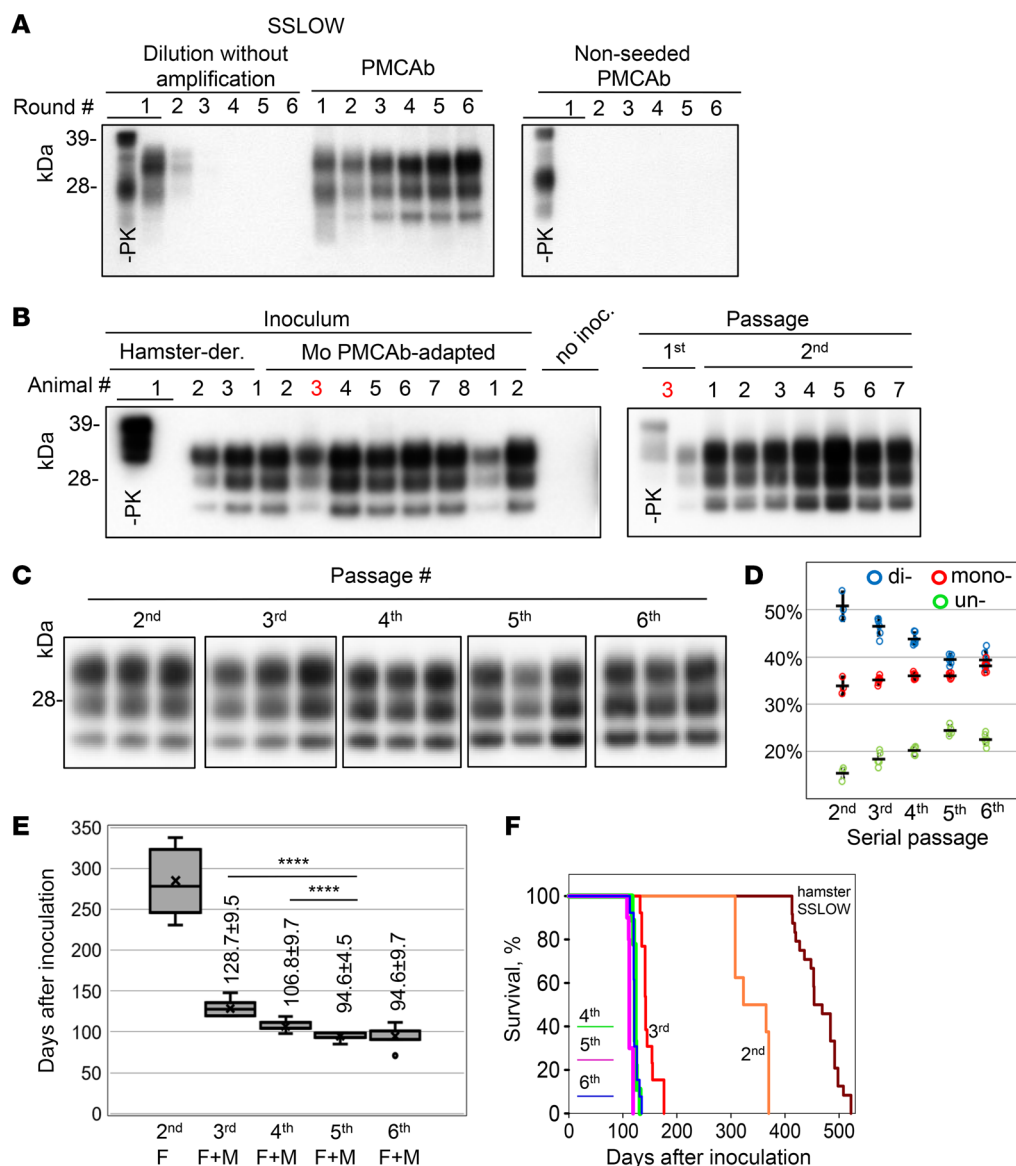 A
SSLOW
Dilution without
amplification
PMCAb
Non-seeded
PMCAb
Round # 1 2 3 4 5 6 1 2 3 4 5 6 1 2 3 4 5 6
kDa
39-
28-
-PK
-PK
B
Inoculum
no inoc.
Passage
Hamster-der.
Mo PMCAb-adapted
1st
2nd
Animal # 1 2 3 1 2 3 4 5 6 7 8 1 2 3 1 2 3 4 5 6 7
kDa
39-
28-
-PK
-PK
C
Passage #
2nd 3rd 4th 5th 6th
kDa
28-
D
di- mono-
un-
50%
40%
30%
20%
2nd 3rd 4th 5th 6th
Serial passage
E
Days after inoculation
350
300
250
200
150
100
50
0
****
****
128.7±9.5
106.8±9.7
94.6±4.5
94.6±9.7
2nd 3rd 4th 5th 6th
F F+M F+M F+M F+M
F
Survival, %
100
80
60
40
20
0
hamster
SSLOW
4th
5th
6th
3rd
2nd
0 100 200 300 400 500
Days after inoculation